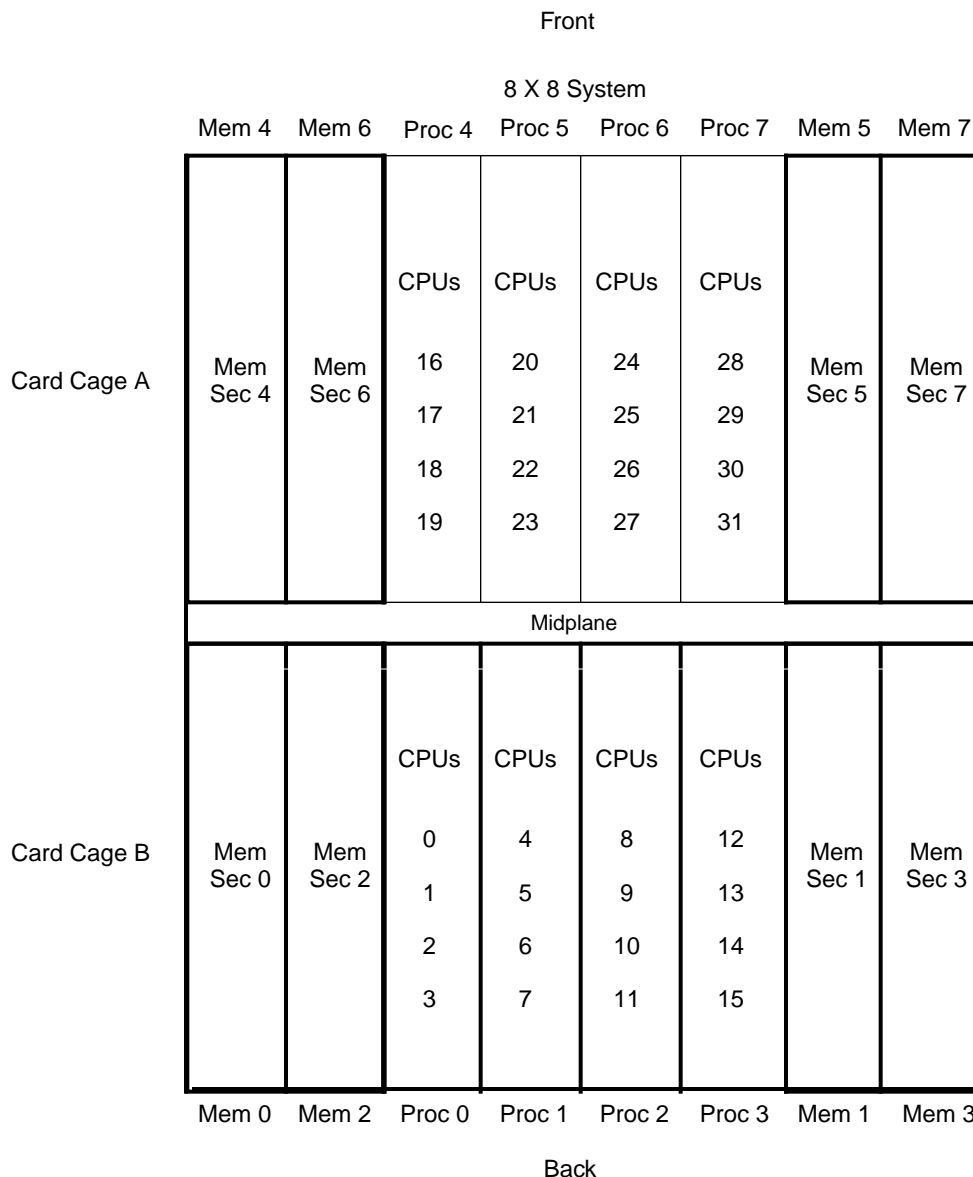 Front
8 X 8 System
Mem 4 Mem 6 Proc 4 Proc 5 Proc 6 Proc 7 Mem 5 Mem 7
CPUs CPUs CPUs CPUs
16 20 24 28
Card Cage A
Mem Sec 4
Mem Sec 6
Mem Sec 5
Mem Sec 7
17 21 25 29
18 22 26 30
19 23 27 31
Midplane
CPUs CPUs CPUs CPUs
0 4 8 12
Card Cage B
Mem Sec 0
Mem Sec 2
Mem Sec 1
Mem Sec 3
1 5 9 13
2 6 10 14
3 7 11 15
Mem 0 Mem 2 Proc 0 Proc 1 Proc 2 Proc 3 Mem 1 Mem 3
Back